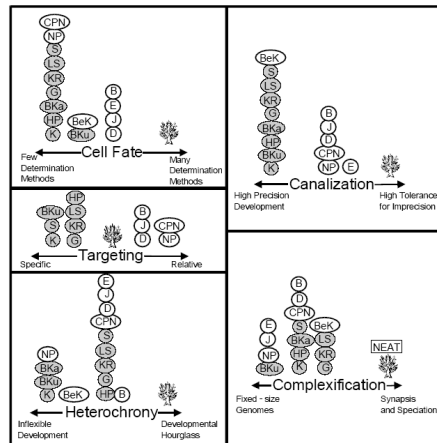 CPN
NP
S
LS
KR
G
BKa
HP
K
BeK
BKu
B
E
J
D
Few
Determination
Methods
Cell Fate
Many
Determination
Methods
BKu
S
K
HP
LS
KR
G
B
J
D
CPN
NP
Specific
Targeting
Relative
NP
BKa
BKu
K
BeK
E
J
D
CPN
S
LS
KR
G
HP
B
Inflexible
Development
Heterochrony
Developmental
Hourglass
BeK
S
LS
KR
G
BKa
HP
BKu
K
B
J
D
CPN
NP
E
High Precision
Development
Canalization
High Tolerance
for Imprecision
E
J
NP
BKu
B
D
CPN
S
BKa
HP
K
BeK
LS
KR
G
NEAT
Fixed - size
Genomes
Complexification
Synapsis
and Speciation